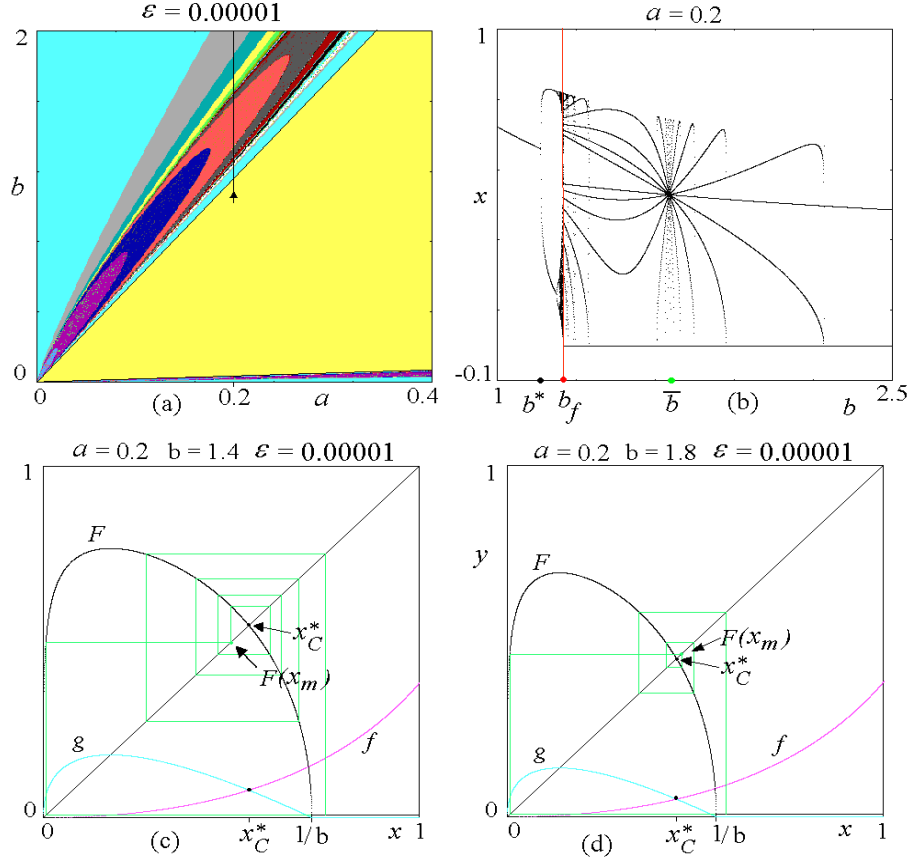 ε = 0.00001
a = 0.2
2
b
0
0
0.2
0.4
(a)
a
1
x
-0.1
1
2.5
b*
b_f
b̅
(b)
b
a = 0.2 b = 1.4 ε = 0.00001
1
F
x*_C
F(x_m)
g
f
0
0
x*_C
1/b
x
1
(c)
a = 0.2 b = 1.8 ε = 0.00001
1
y
F
F(x_m)
x*_C
g
f
0
0
x*_C
1/b
x
1
(d)